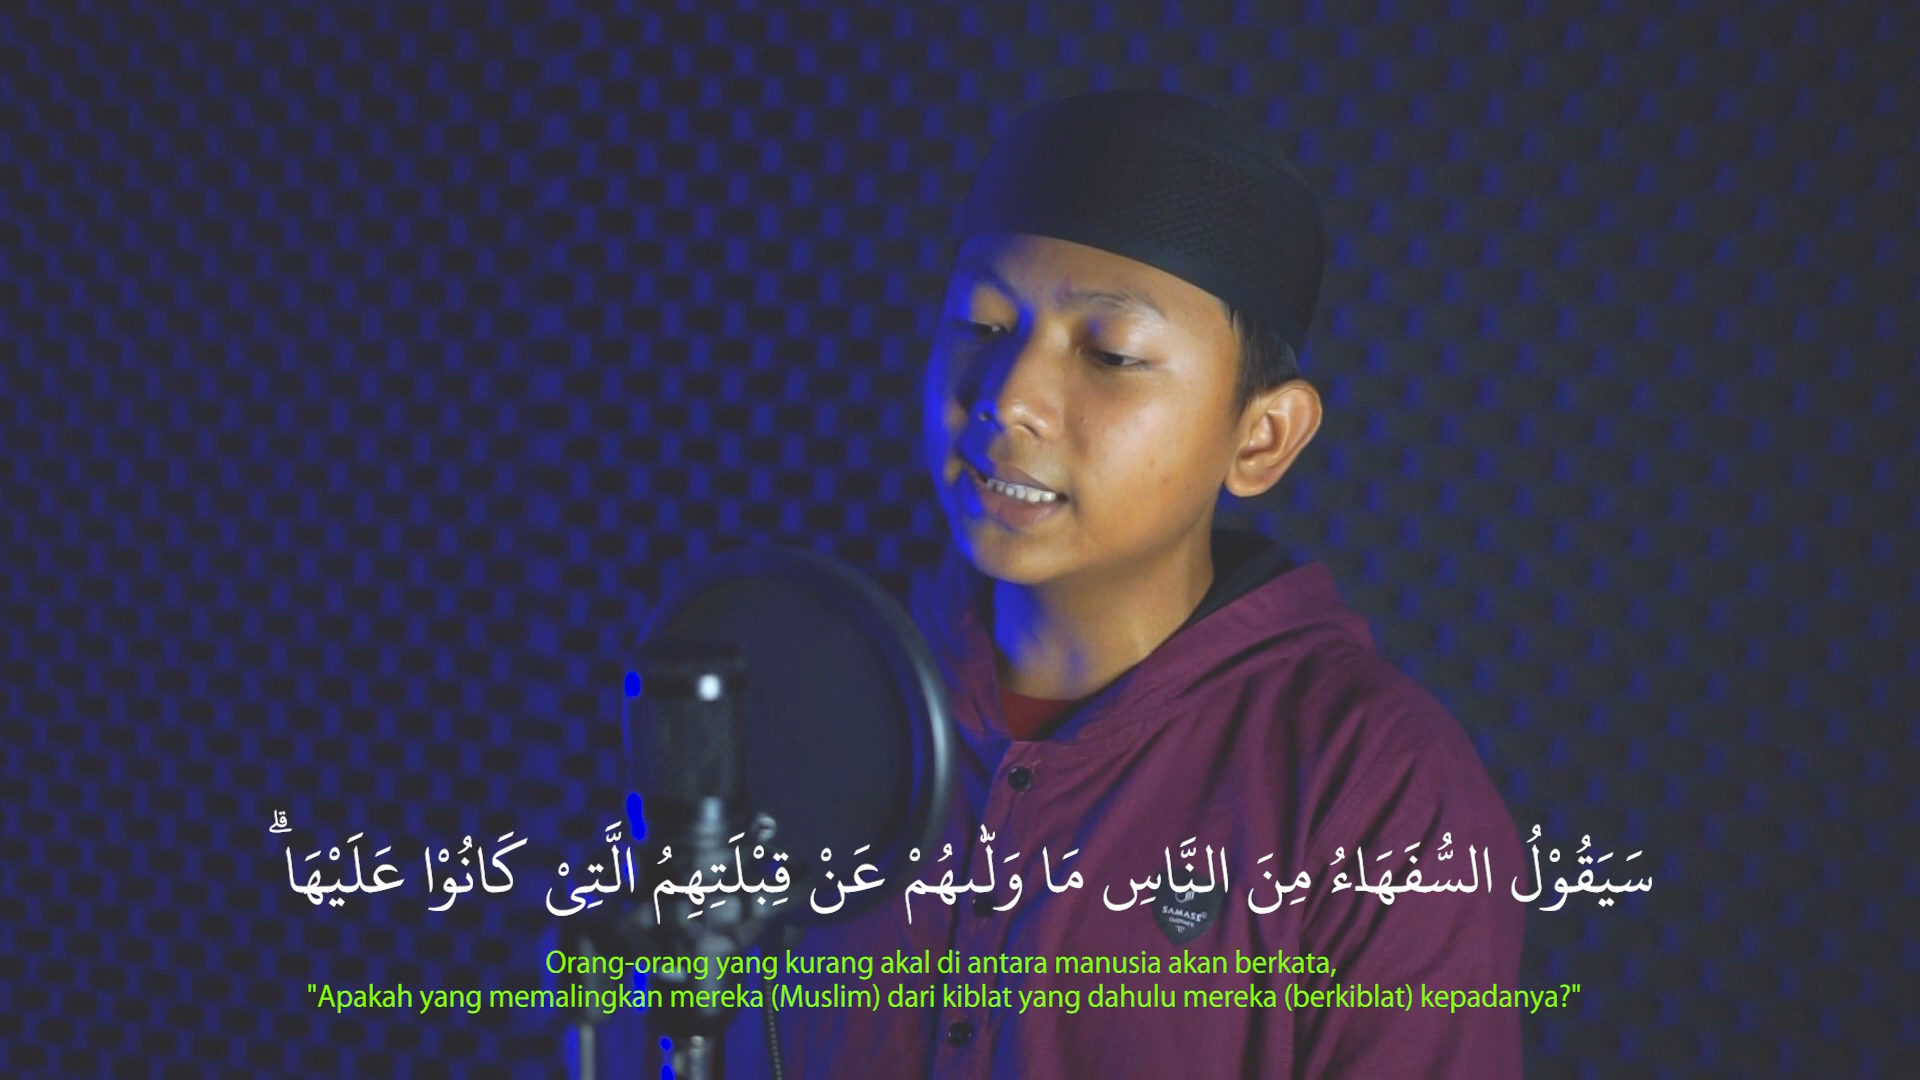 سَيَقُوْلُ السُّفَهَاۤءُ مِنَ النَّاسِ مَا وَلّٰىهُمْ عَنْ قِبْلَتِهِمُ الَّتِيْ كَانُوْا عَلَيْهَاۗ
SAMASE
Orang-orang yang kurang akal di antara manusia akan berkata,
"Apakah yang memalingkan mereka (Muslim) dari kiblat yang dahulu mereka (berkiblat) kepadanya?"